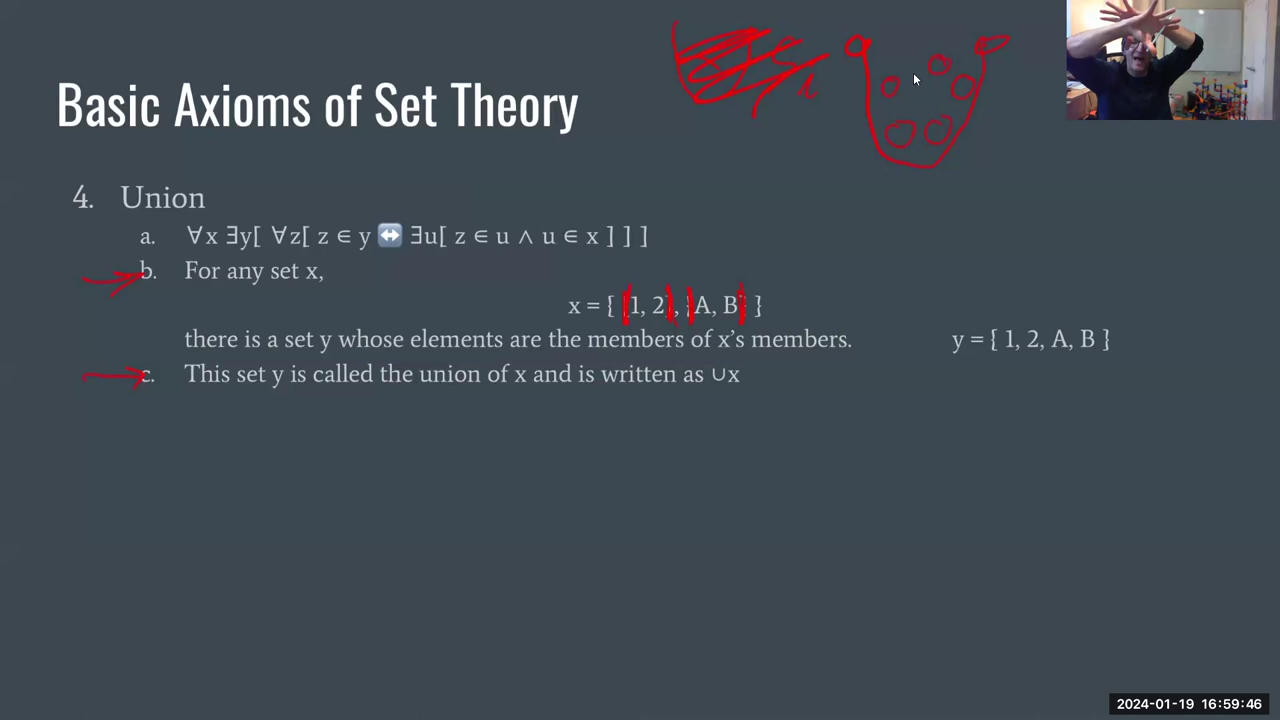 Basic Axioms of Set Theory
4. Union
a. ∀x ∃y[ ∀z[ z ∈ y ↔️ ∃u[ z ∈ u ∧ u ∈ x ] ] ]
b. For any set x,
x = { {1, 2}, {A, B} }
there is a set y whose elements are the members of x’s members. y = { 1, 2, A, B }
c. This set y is called the union of x and is written as ∪x
2024-01-19 16:59:46